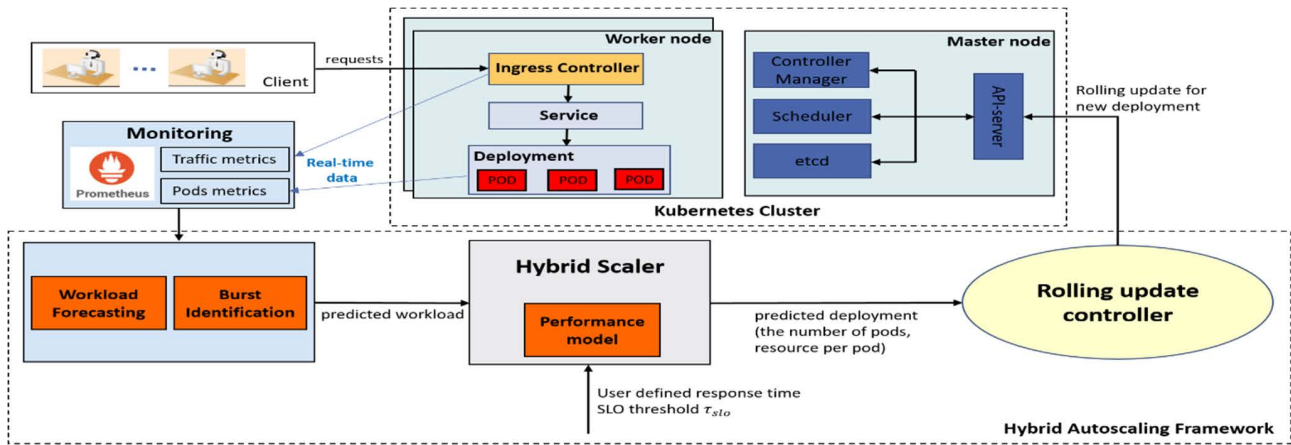 Client
requests
Worker node
Ingress Controller
Service
Deployment
POD
POD
POD
Master node
Controller
Manager
Scheduler
etcd
API-server
Kubernetes Cluster
Rolling update for
new deployment
Monitoring
Prometheus
Traffic metrics
Pods metrics
Real-time
data
Workload
Forecasting
Burst
Identification
predicted workload
Hybrid Scaler
Performance
model
User defined response time
SLO threshold τ_slo
predicted deployment
(the number of pods,
resource per pod)
Rolling update
controller
Hybrid Autoscaling Framework